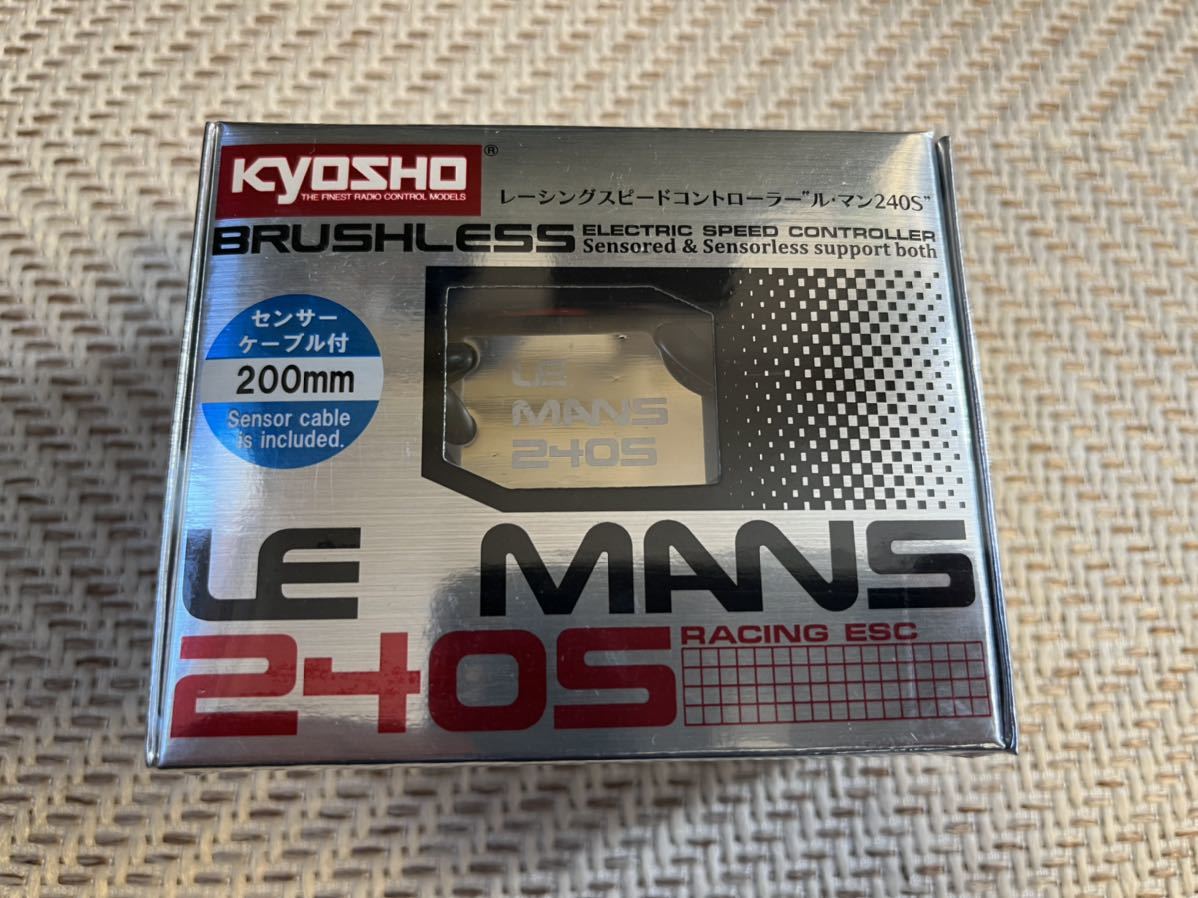 KYOSHO®
THE FINEST RADIO CONTROL MODELS
レーシングスピードコントローラー"ル・マン240S"
BRUSHLESS ELECTRIC SPEED CONTROLLER
Sensored & Sensorless support both
センサー
ケーブル付
200mm
Sensor cable
is included.
LE
MANS
240S
LE MANS
240S
RACING ESC